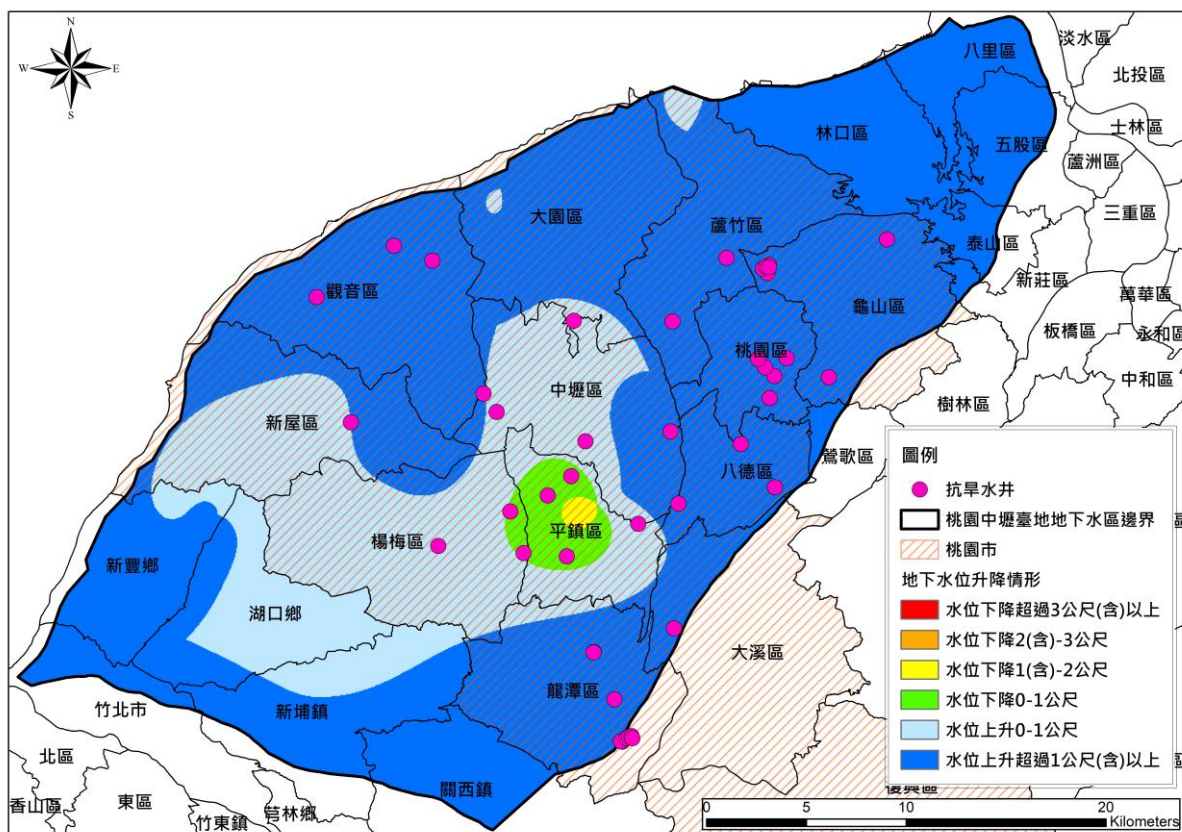 N
W
E
S
八里區
淡水區
北投區
林口區
士林區
五股區
蘆洲區
三重區
大園區
蘆竹區
泰山區
新莊區
萬華區
觀音區
龜山區
板橋區
永和區
桃園區
中和區
中壢區
樹林區
新屋區
鶯歌區
八德區
平鎮區
楊梅區
新豐鄉
湖口鄉
大溪區
龍潭區
竹北市
新埔鎮
北區
關西鎮
復興區
香山區
東區
竹東鎮
芎林鄉
圖例
抗旱水井
桃園中壢臺地地下水區邊界
桃園市
地下水位升降情形
水位下降超過3公尺(含)以上
水位下降2(含)-3公尺
水位下降1(含)-2公尺
水位下降0-1公尺
水位上升0-1公尺
水位上升超過1公尺(含)以上
0 5 10 20
Kilometers